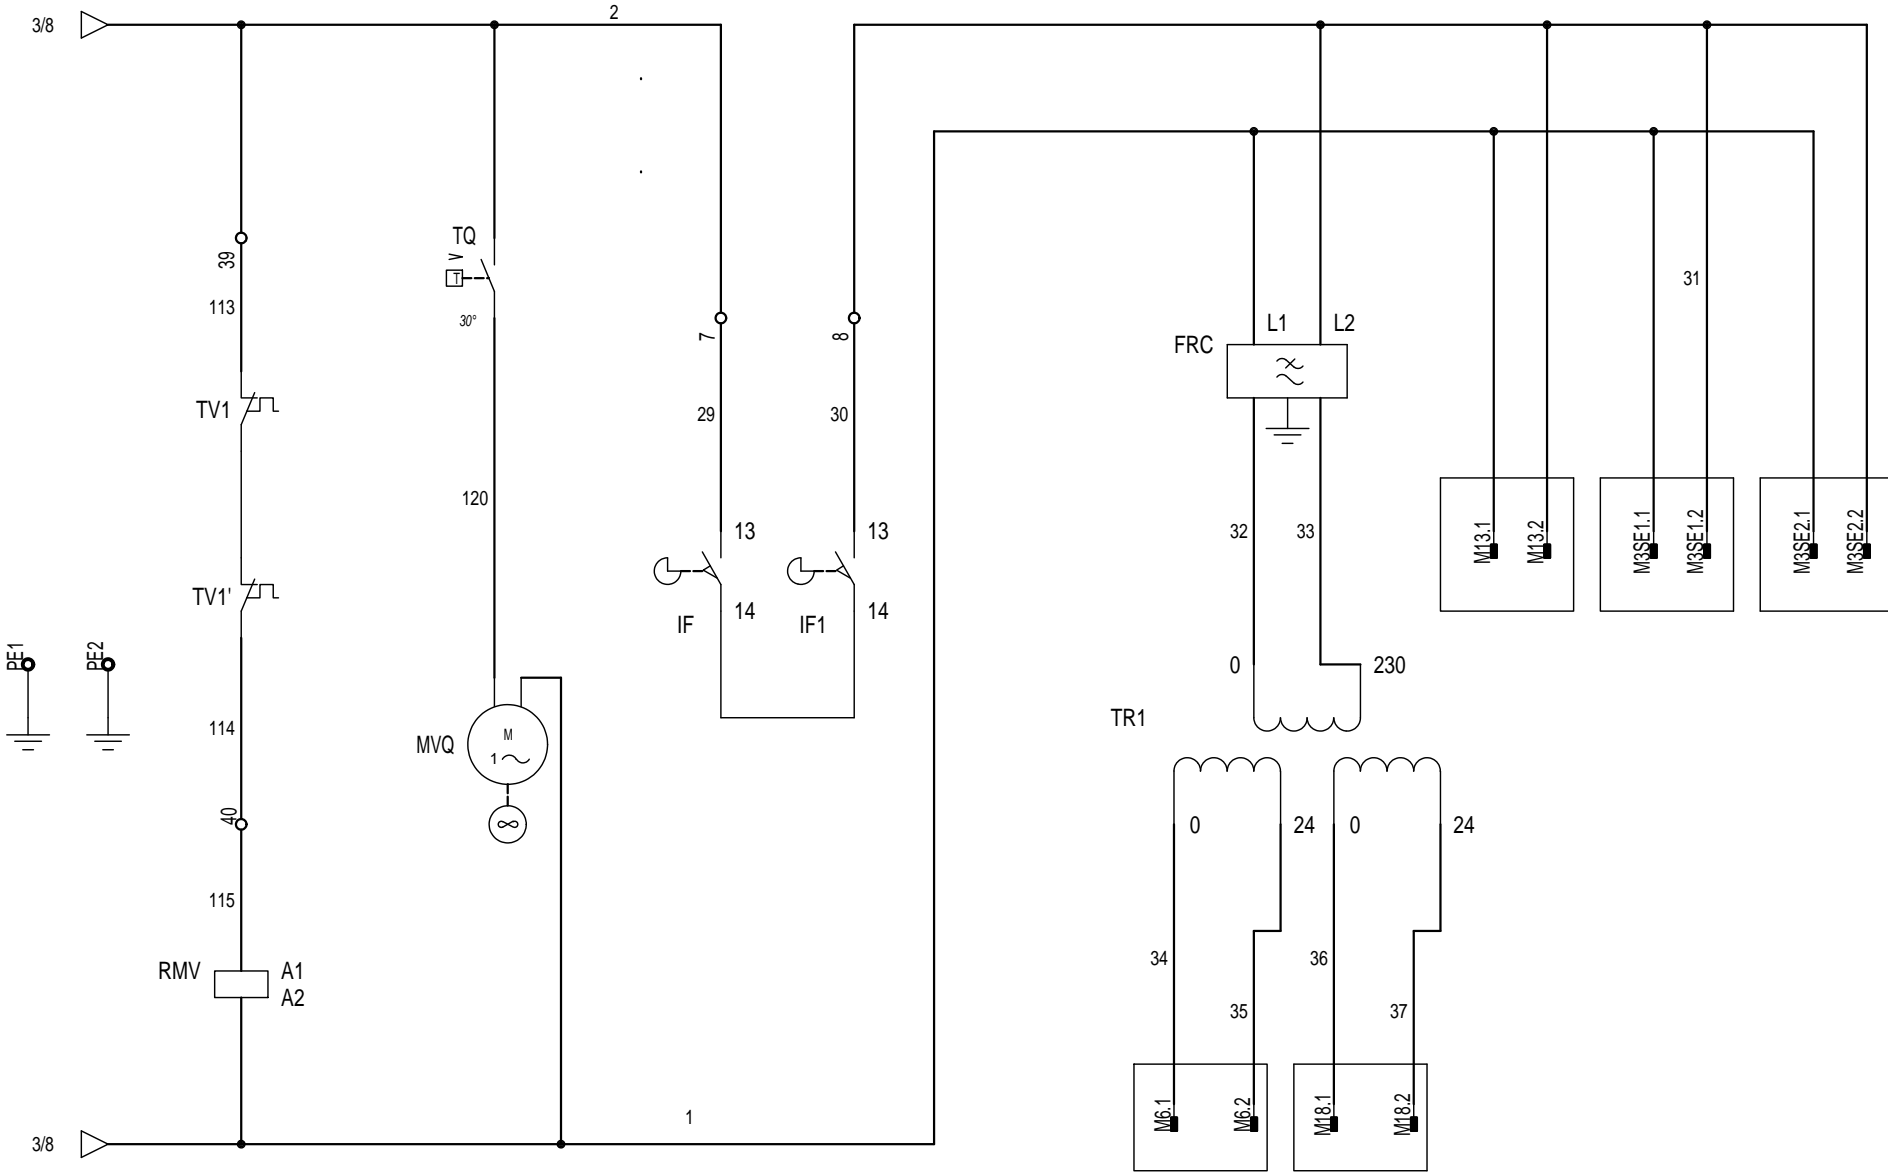 3/8
2
39
113
TV1
TV1'
114
40
115
RMV
A1
A2
PE1
PE2
TQ
V
T
30°
120
MVQ
M
1
7
29
13
14
IF
8
30
13
14
IF1
FRC
L1
L2
32
33
0
230
TR1
0
24
0
24
34
35
36
37
M6.1
M6.2
M18.1
M18.2
31
M13.1
M13.2
M3SE1.1
M3SE1.2
M3SE2.1
M3SE2.2
3/8
1